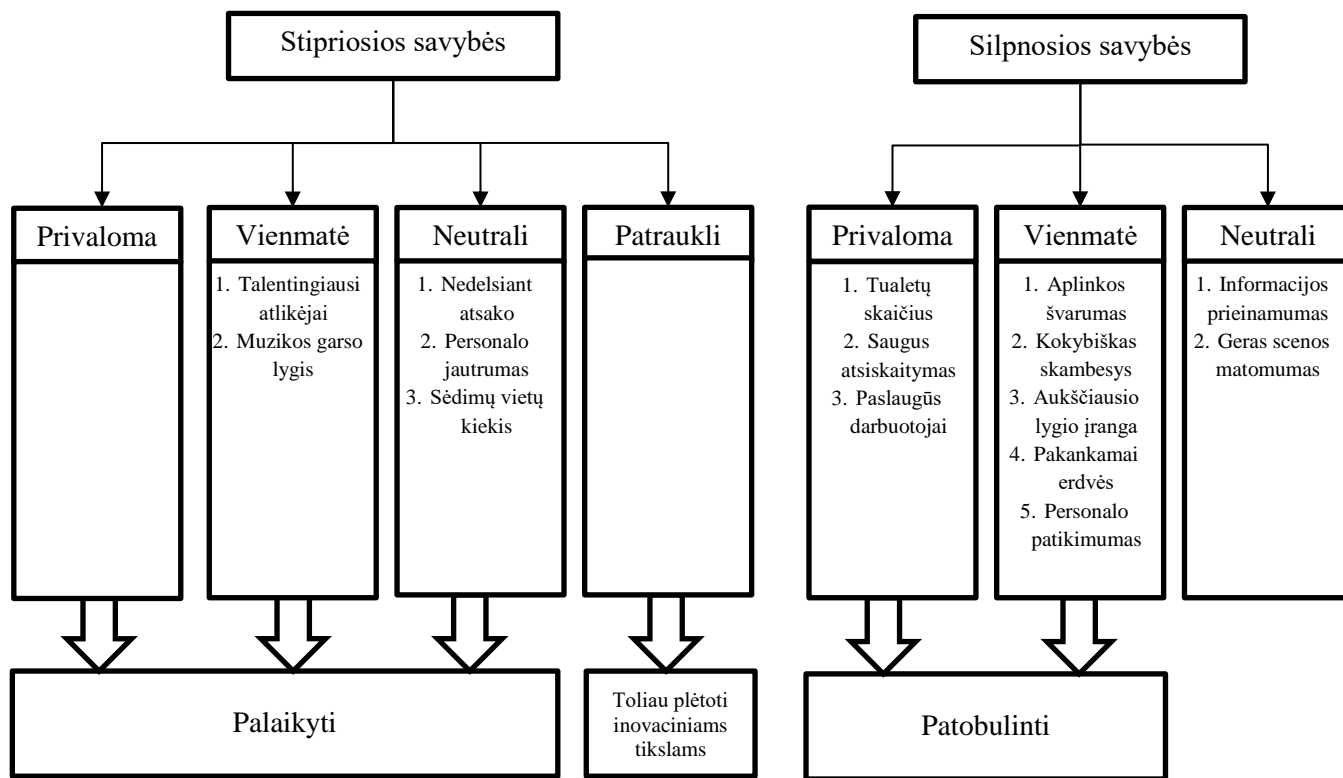 Stipriosios savybės
Silpnosios savybės
Privaloma
Vienmatė
Neutrali
Patraukli
Privaloma
Vienmatė
Neutrali
1. Talentingiausi
atlikėjai
2. Muzikos garso
lygis
1. Nedelsiant
atsako
2. Personalo
jautrumas
3. Sėdimų vietų
kiekis
1. Tualetų
skaičius
2. Saugus
atsiskaitymas
3. Paslaugūs
darbuotojai
1. Aplinkos
švarumas
2. Kokybiškas
skambesys
3. Aukščiausio
lygio įranga
4. Pakankamai
erdvės
5. Personalo
patikimumas
1. Informacijos
prieinamumas
2. Geras scenos
matomumas
Palaikyti
Toliau plėtoti
inovaciniams
tikslams
Patobulinti